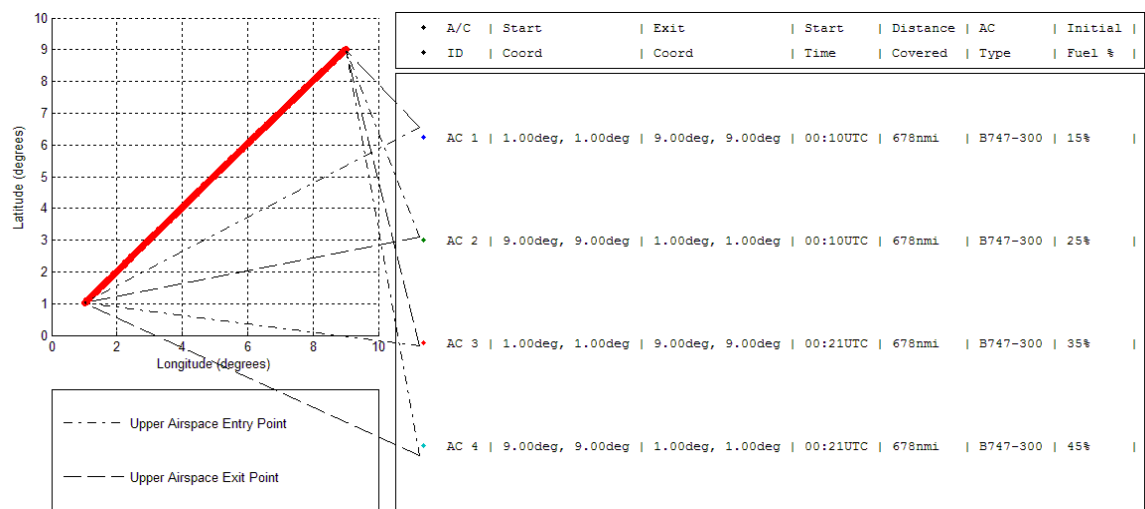 10
9
8
7
6
5
4
3
2
1
0
Latitude (degrees)
0 2 4 6 8 10
Longitude (degrees)
Upper Airspace Entry Point
Upper Airspace Exit Point
A/C | Start | Exit | Start | Distance | AC | Initial |
ID | Coord | Coord | Time | Covered | Type | Fuel % |
AC 1 | 1.00deg, 1.00deg | 9.00deg, 9.00deg | 00:10UTC | 678nmi | B747-300 | 15% |
AC 2 | 9.00deg, 9.00deg | 1.00deg, 1.00deg | 00:10UTC | 678nmi | B747-300 | 25% |
AC 3 | 1.00deg, 1.00deg | 9.00deg, 9.00deg | 00:21UTC | 678nmi | B747-300 | 35% |
AC 4 | 9.00deg, 9.00deg | 1.00deg, 1.00deg | 00:21UTC | 678nmi | B747-300 | 45% |